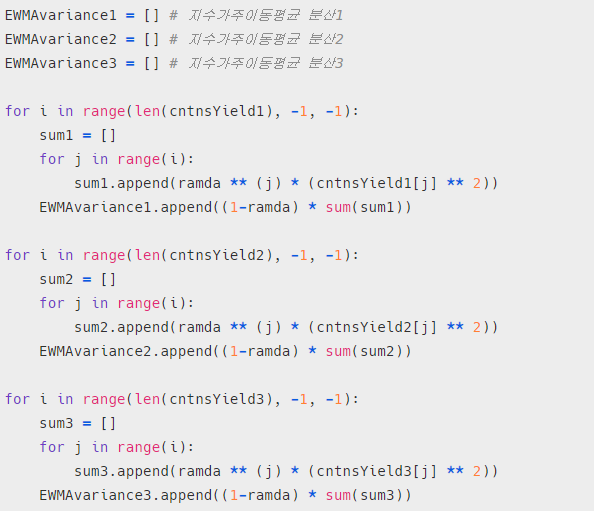 EWMAvariance1 = [] # 지수가주이동평균 분산1
EWMAvariance2 = [] # 지수가주이동평균 분산2
EWMAvariance3 = [] # 지수가주이동평균 분산3
for i in range(len(cntnsYield1), -1, -1):
    sum1 = []
    for j in range(i):
        sum1.append(ramda ** (j) * (cntnsYield1[j] ** 2))
    EWMAvariance1.append((1-ramda) * sum(sum1))
for i in range(len(cntnsYield2), -1, -1):
    sum2 = []
    for j in range(i):
        sum2.append(ramda ** (j) * (cntnsYield2[j] ** 2))
    EWMAvariance2.append((1-ramda) * sum(sum2))
for i in range(len(cntnsYield3), -1, -1):
    sum3 = []
    for j in range(i):
        sum3.append(ramda ** (j) * (cntnsYield3[j] ** 2))
    EWMAvariance3.append((1-ramda) * sum(sum3))